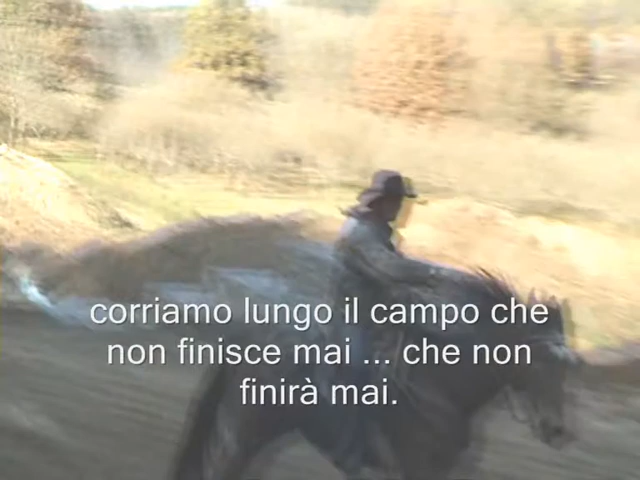 corriamo lungo il campo che
non finisce mai ... che non
finirà mai.